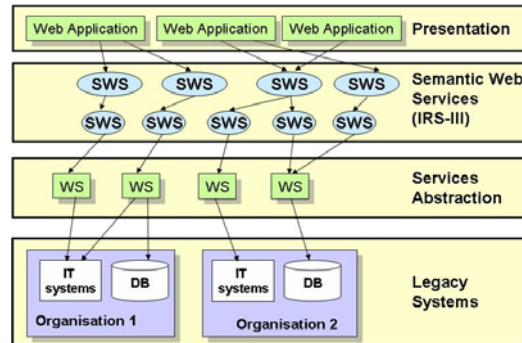 Web Application Web Application Web Application Presentation
SWS SWS SWS SWS Semantic Web
Services
(IRS-III)
SWS SWS SWS SWS SWS
WS WS WS WS Services
Abstraction
IT
systems DB IT
systems DB Legacy
Systems
Organisation 1 Organisation 2